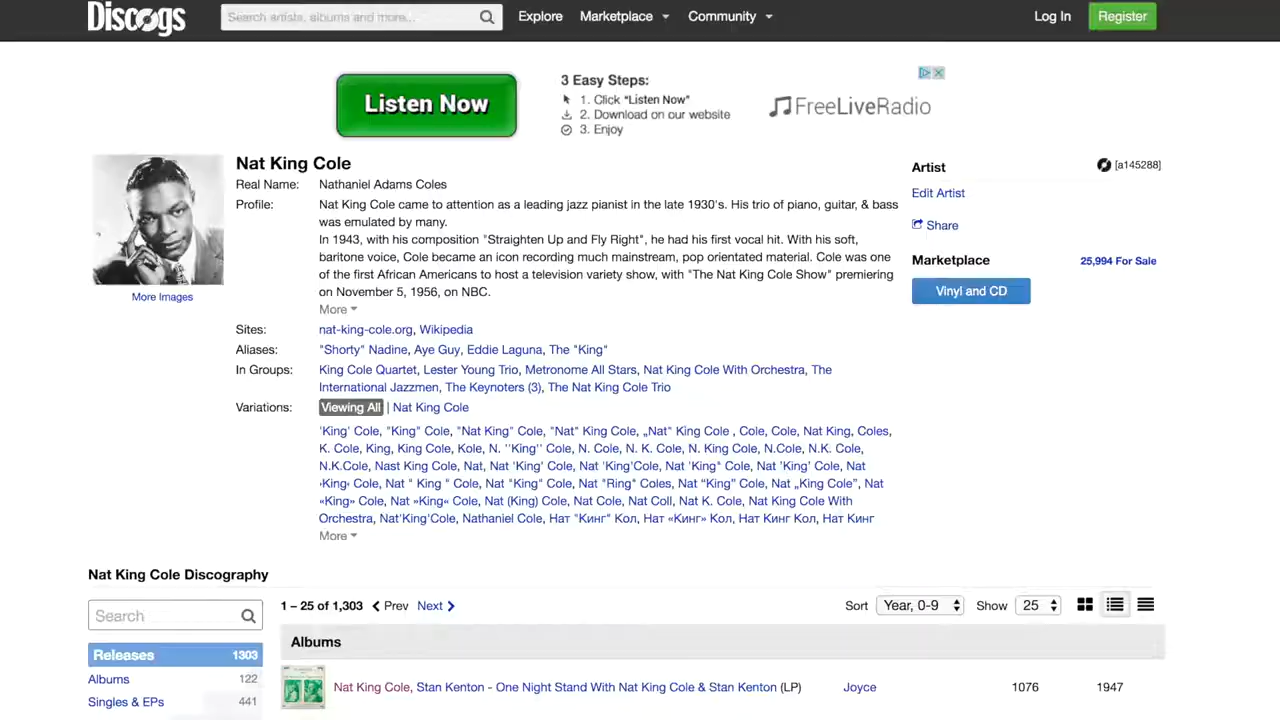 Discogs
Search artists, albums and more...
Explore
Marketplace
Community
Log In
Register
Listen Now
3 Easy Steps:
1. Click "Listen Now"
2. Download on our website
3. Enjoy
FreeLiveRadio
Nat King Cole
Real Name: Nathaniel Adams Coles
Profile: Nat King Cole came to attention as a leading jazz pianist in the late 1930's. His trio of piano, guitar, & bass
was emulated by many.
In 1943, with his composition "Straighten Up and Fly Right", he had his first vocal hit. With his soft,
baritone voice, Cole became an icon recording much mainstream, pop orientated material. Cole was one
of the first African Americans to host a television variety show, with "The Nat King Cole Show" premiering
on November 5, 1956, on NBC.
More
More Images
Sites: nat-king-cole.org, Wikipedia
Aliases: "Shorty" Nadine, Aye Guy, Eddie Laguna, The "King"
In Groups: King Cole Quartet, Lester Young Trio, Metronome All Stars, Nat King Cole With Orchestra, The
International Jazzmen, The Keynoters (3), The Nat King Cole Trio
Variations: Viewing All | Nat King Cole
'King' Cole, "King" Cole, "Nat King" Cole, "Nat" King Cole, „Nat" King Cole , Cole, Cole, Nat King, Coles,
K. Cole, King, King Cole, Kole, N. ''King'' Cole, N. Cole, N. K. Cole, N. King Cole, N.Cole, N.K. Cole,
N.K.Cole, Nast King Cole, Nat, Nat 'King' Cole, Nat 'King'Cole, Nat 'King" Cole, Nat ’King’ Cole, Nat
›King‹ Cole, Nat " King " Cole, Nat "King" Cole, Nat "Ring" Coles, Nat “King” Cole, Nat „King Cole”, Nat
«King» Cole, Nat »King« Cole, Nat (King) Cole, Nat Cole, Nat Coll, Nat K. Cole, Nat King Cole With
Orchestra, Nat'King'Cole, Nathaniel Cole, Нат "Кинг" Кол, Нат «Кинг» Кол, Нат Кинг Кол, Нат Кинг
More
Artist
[a145288]
Edit Artist
Share
Marketplace
25,994 For Sale
Vinyl and CD
Nat King Cole Discography
Search
Releases 1303
Albums 122
Singles & EPs 441
1 – 25 of 1,303 Prev Next
Sort Year, 0-9 Show 25
Albums
Nat King Cole, Stan Kenton - One Night Stand With Nat King Cole & Stan Kenton (LP) Joyce 1076 1947